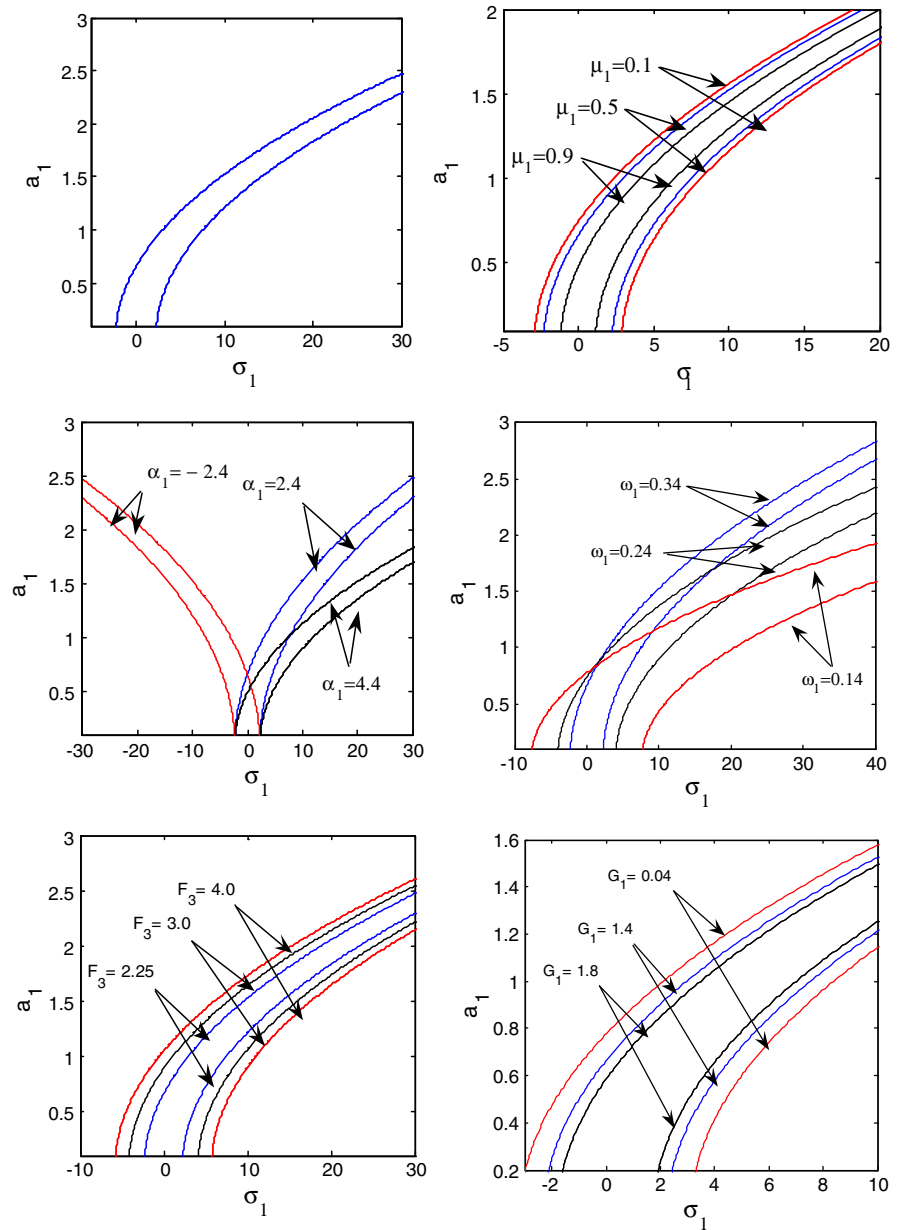 3
2.5
2
1.5
1
0.5
0 10 20 30
a₁
σ₁
2
1.5
1
0.5
-5 0 5 10 15 20
a₁
σ₁
μ₁=0.1
μ₁=0.5
μ₁=0.9
3
2.5
2
1.5
1
0.5
-30 -20 -10 0 10 20 30
a₁
σ₁
α₁= − 2.4
α₁=2.4
α₁=4.4
3
2.5
2
1.5
1
0.5
-10 0 10 20 30 40
a₁
σ₁
ω₁=0.34
ω₁=0.24
ω₁=0.14
3
2.5
2
1.5
1
0.5
-10 0 10 20 30
a₁
σ₁
F₃= 4.0
F₃= 3.0
F₃= 2.25
1.6
1.4
1.2
1
0.8
0.6
0.4
0.2
-2 0 2 4 6 8 10
a₁
σ₁
G₁= 0.04
G₁= 1.4
G₁= 1.8